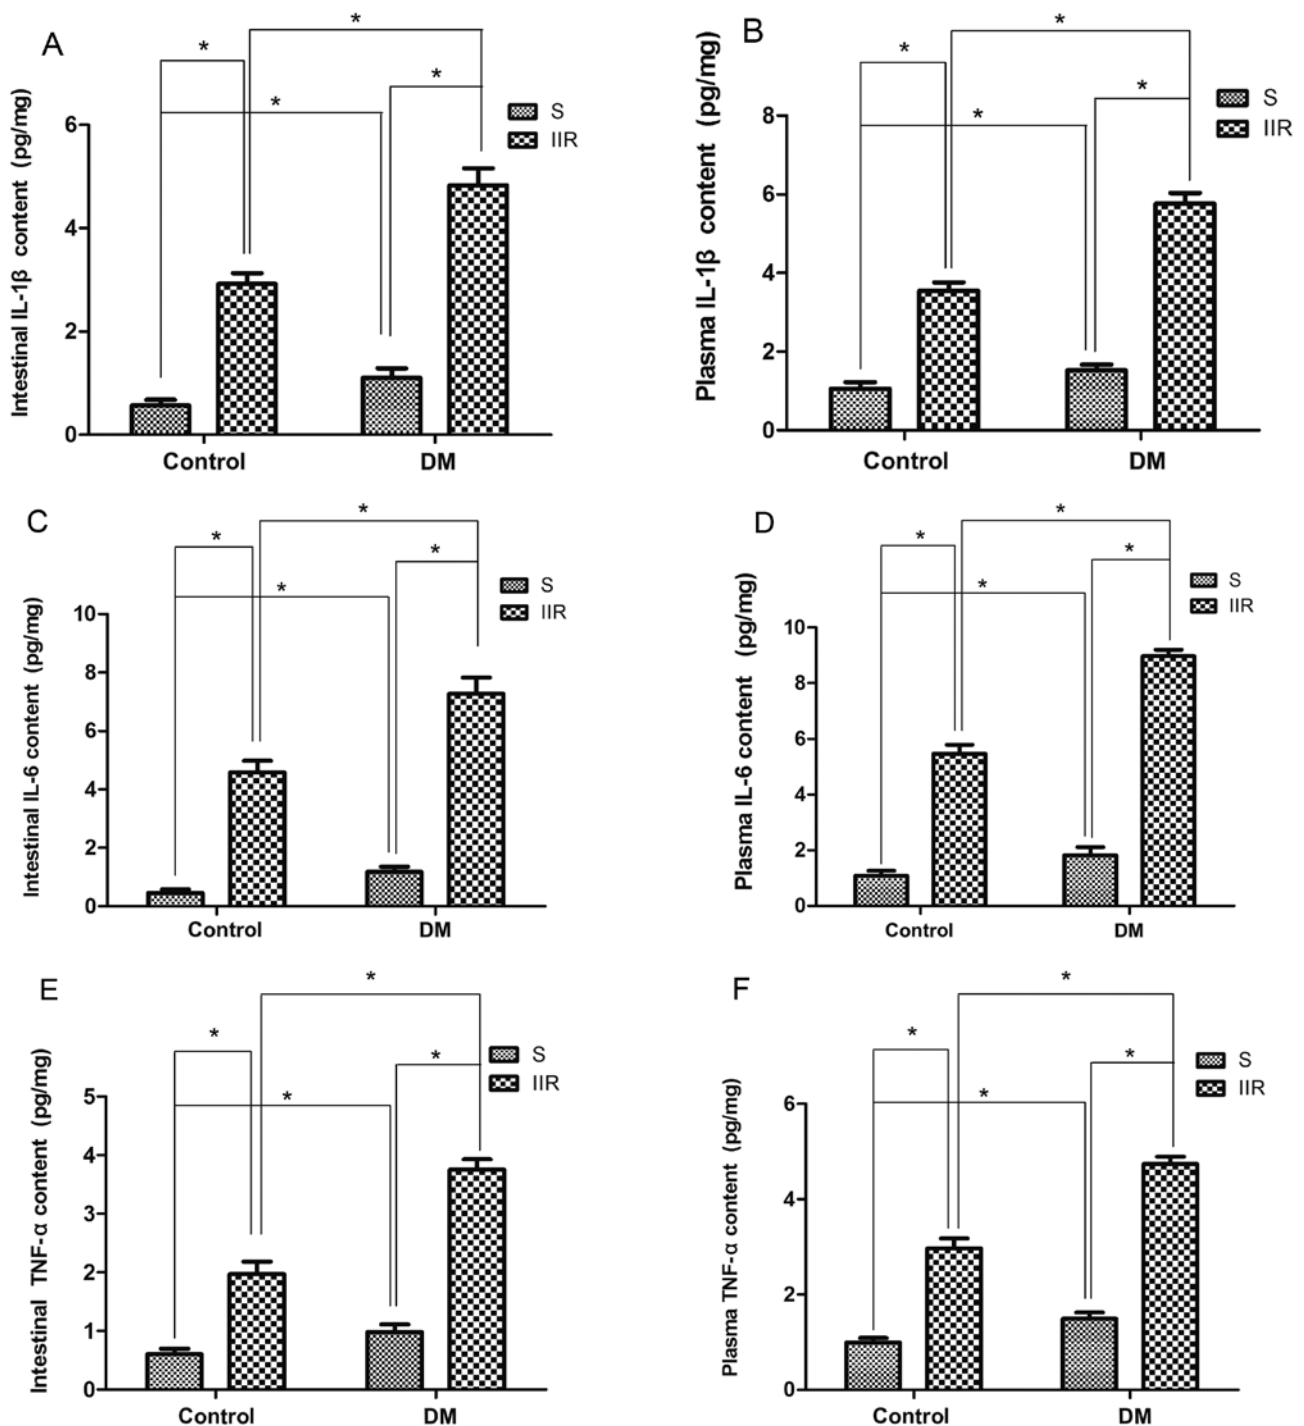 A
*
*
*
*
S
IIR
Intestinal IL-1β content (pg/mg)
6
4
2
0
Control
DM
B
*
*
*
*
S
IIR
Plasma IL-1β content (pg/mg)
8
6
4
2
0
Control
DM
C
*
*
*
*
S
IIR
Intestinal IL-6 content (pg/mg)
10
8
6
4
2
0
Control
DM
D
*
*
*
*
S
IIR
Plasma IL-6 content (pg/mg)
10
8
6
4
2
0
Control
DM
E
*
*
*
*
S
IIR
Intestinal TNF-α content (pg/mg)
5
4
3
2
1
0
Control
DM
F
*
*
*
*
S
IIR
Plasma TNF-α content (pg/mg)
6
4
2
0
Control
DM